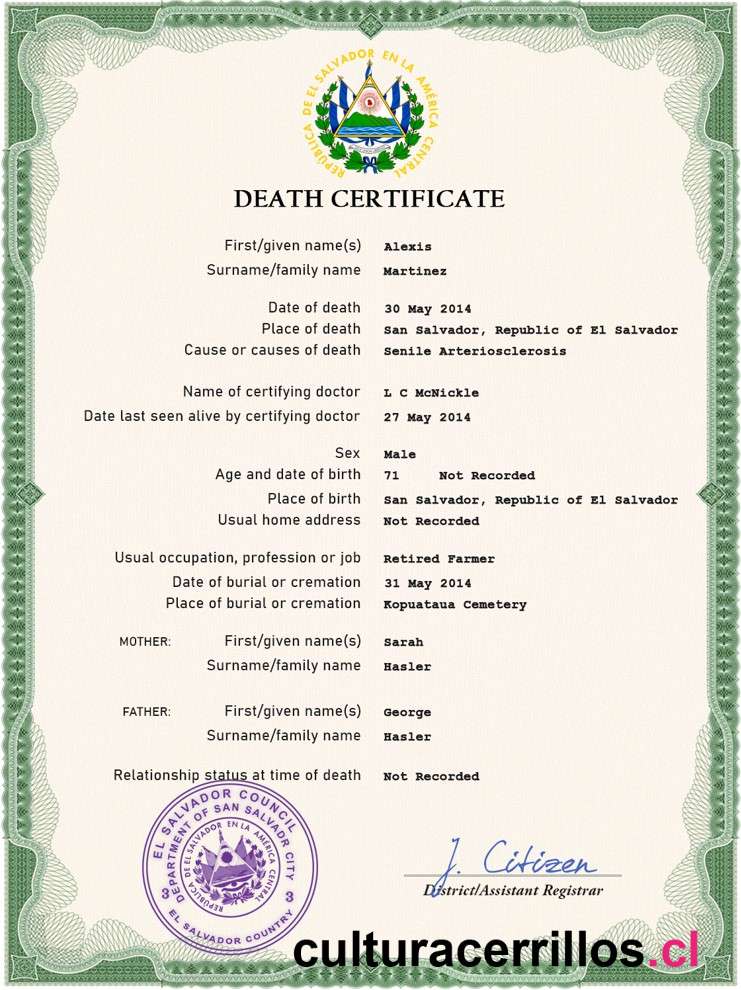 REPÚBLICA DE EL SALVADOR EN LA AMÉRICA CENTRAL
DEATH CERTIFICATE
First/given name(s) Alexis
Surname/family name Martinez
Date of death 30 May 2014
Place of death San Salvador, Republic of El Salvador
Cause or causes of death Senile Arteriosclerosis
Name of certifying doctor L C McNickle
Date last seen alive by certifying doctor 27 May 2014
Sex Male
Age and date of birth 71 Not Recorded
Place of birth San Salvador, Republic of El Salvador
Usual home address Not Recorded
Usual occupation, profession or job Retired Farmer
Date of burial or cremation 31 May 2014
Place of burial or cremation Kopuataua Cemetery
MOTHER: First/given name(s) Sarah
Surname/family name Hasler
FATHER: First/given name(s) George
Surname/family name Hasler
Relationship status at time of death Not Recorded
EL SALVADOR COUNCIL
DEPARTMENT OF SAN SALVADR CITY
REPÚBLICA DE EL SALVADOR EN LA AMÉRICA CENTRAL
3 3
EL SALVADOR COUNTRY
J. Citizen
District/Assistant Registrar
culturacerrillos.cl